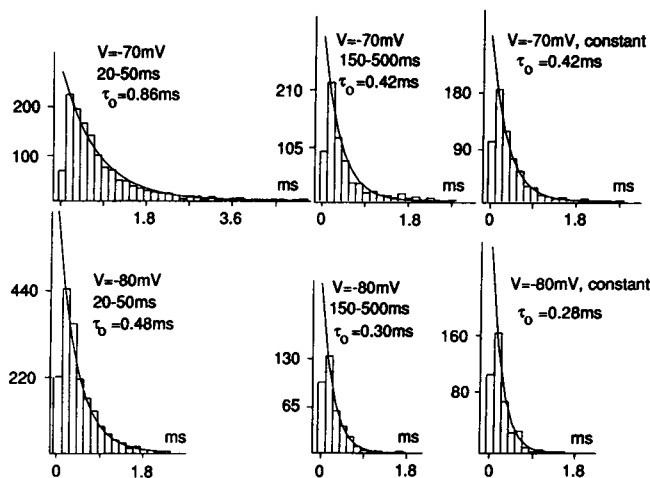 V=-70mV
20-50ms
τo=0.86ms
200
100
ms
1.8 3.6
V=-70mV
150-500ms
τo=0.42ms
210
105
ms
0 1.8
V=-70mV, constant
τo=0.42ms
180
90
ms
0 1.8
V=-80mV
20-50ms
τo=0.48ms
440
220
ms
0 1.8
V=-80mV
150-500ms
τo=0.30ms
130
65
ms
0 1.8
V=-80mV, constant
τo=0.28ms
160
80
ms
0 1.8